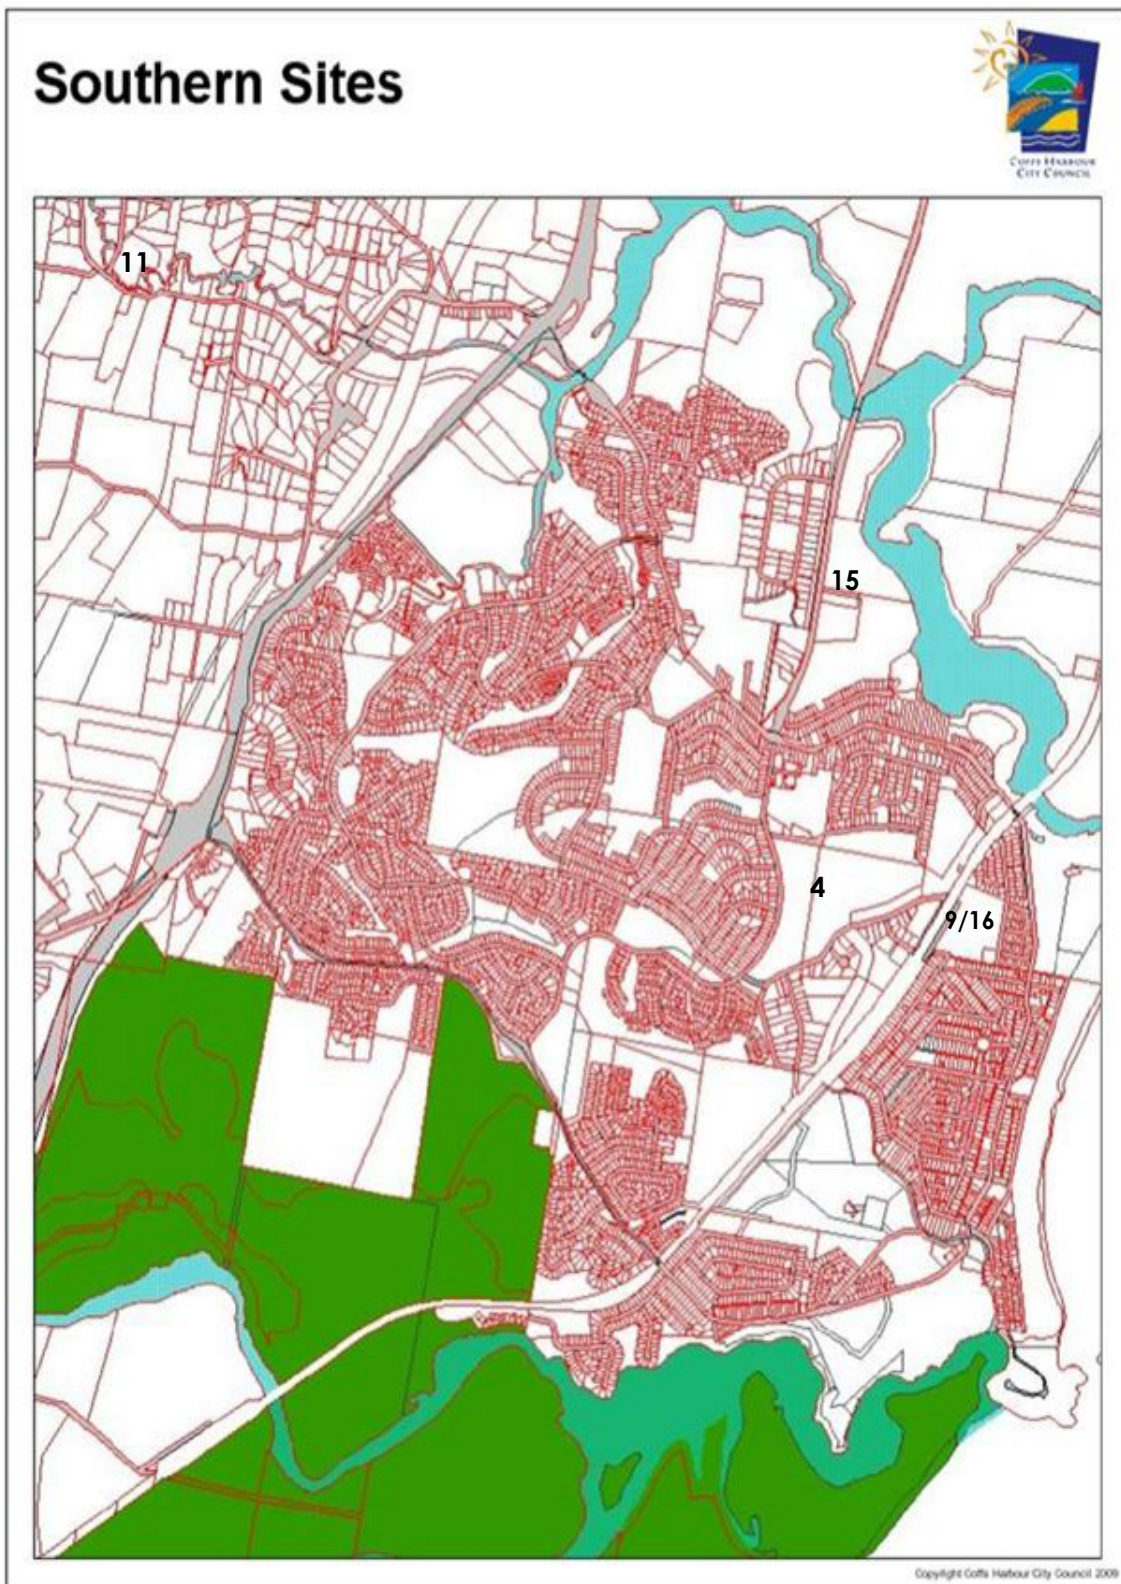 Southern Sites
COFFS HARBOUR
CITY COUNCIL
11
15
4
9/16
Copyright Coffs Harbour City Council 2009